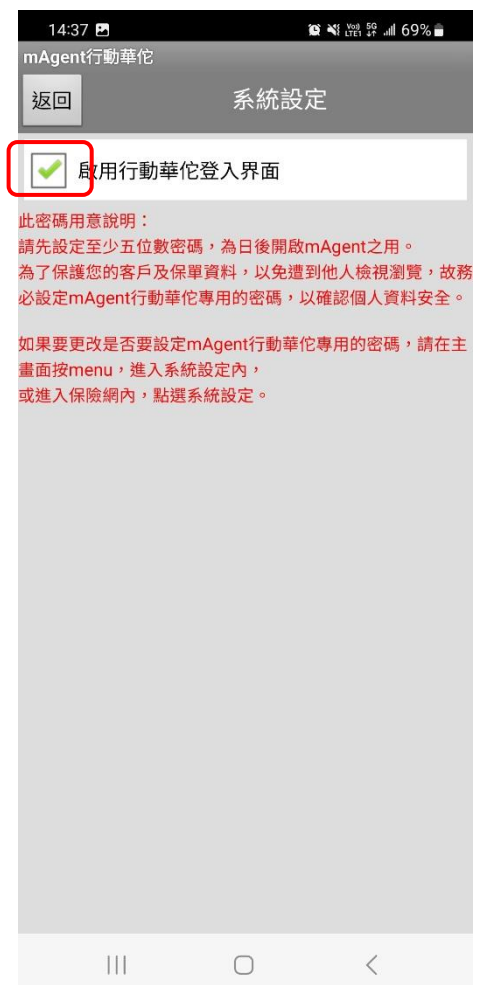 14:37 Vo)) LTE1 5G 69%
mAgent行動華佗
返回 系統設定
啟用行動華佗登入界面
此密碼用意說明：
請先設定至少五位數密碼，為日後開啟mAgent之用。
為了保護您的客戶及保單資料，以免遭到他人檢視瀏覽，故務
必設定mAgent行動華佗專用的密碼，以確認個人資料安全。
如果要更改是否要設定mAgent行動華佗專用的密碼，請在主
畫面按menu，進入系統設定內，
或進入保險網內，點選系統設定。